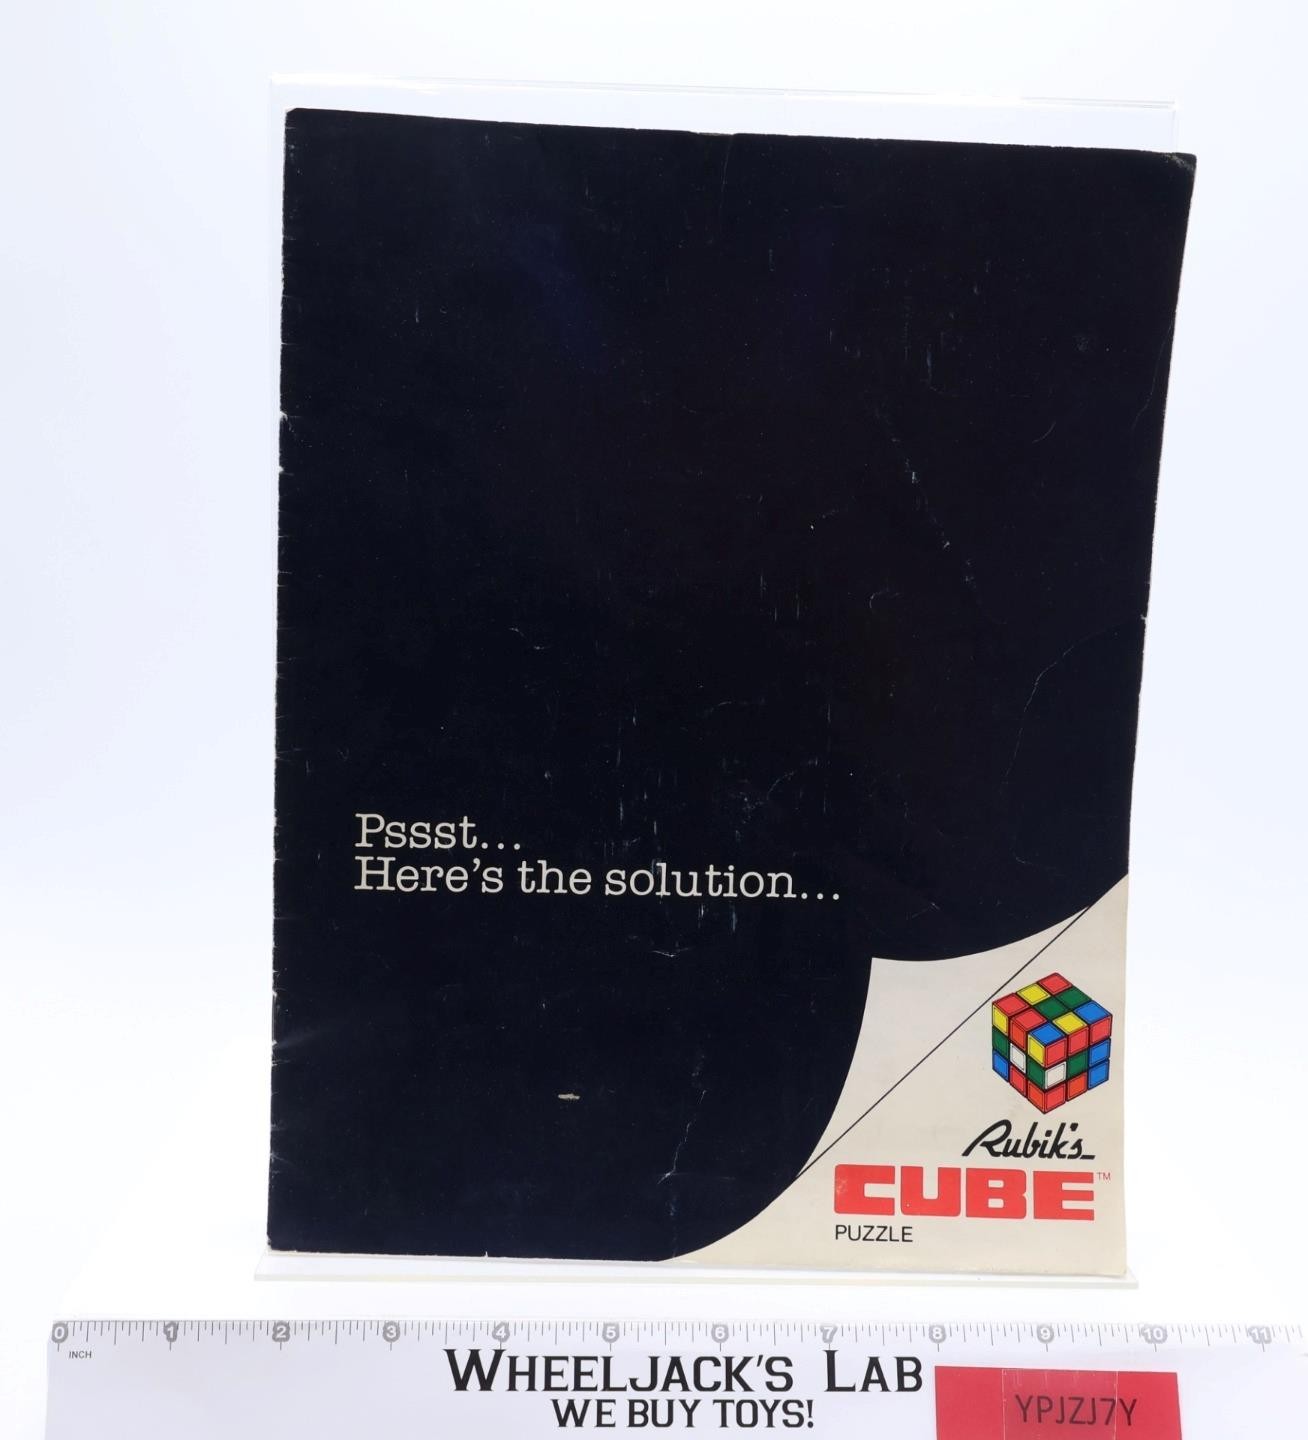 Pssst...
Here's the solution...
Rubik's
CUBE™
PUZZLE
0 1 2 3 4 5 6 7 8 9 10 11
INCH
WHEELJACK'S LAB
WE BUY TOYS!
YPJZJ7Y